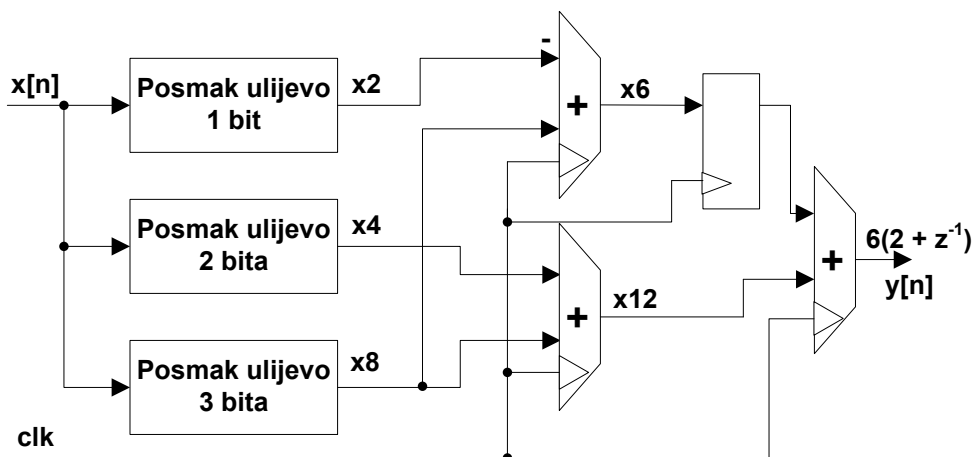 x[n]
Posmak ulijevo
1 bit
x2
-
+
x6
Posmak ulijevo
2 bita
x4
+
x12
+
6(2 + z⁻¹)
y[n]
Posmak ulijevo
3 bita
x8
clk